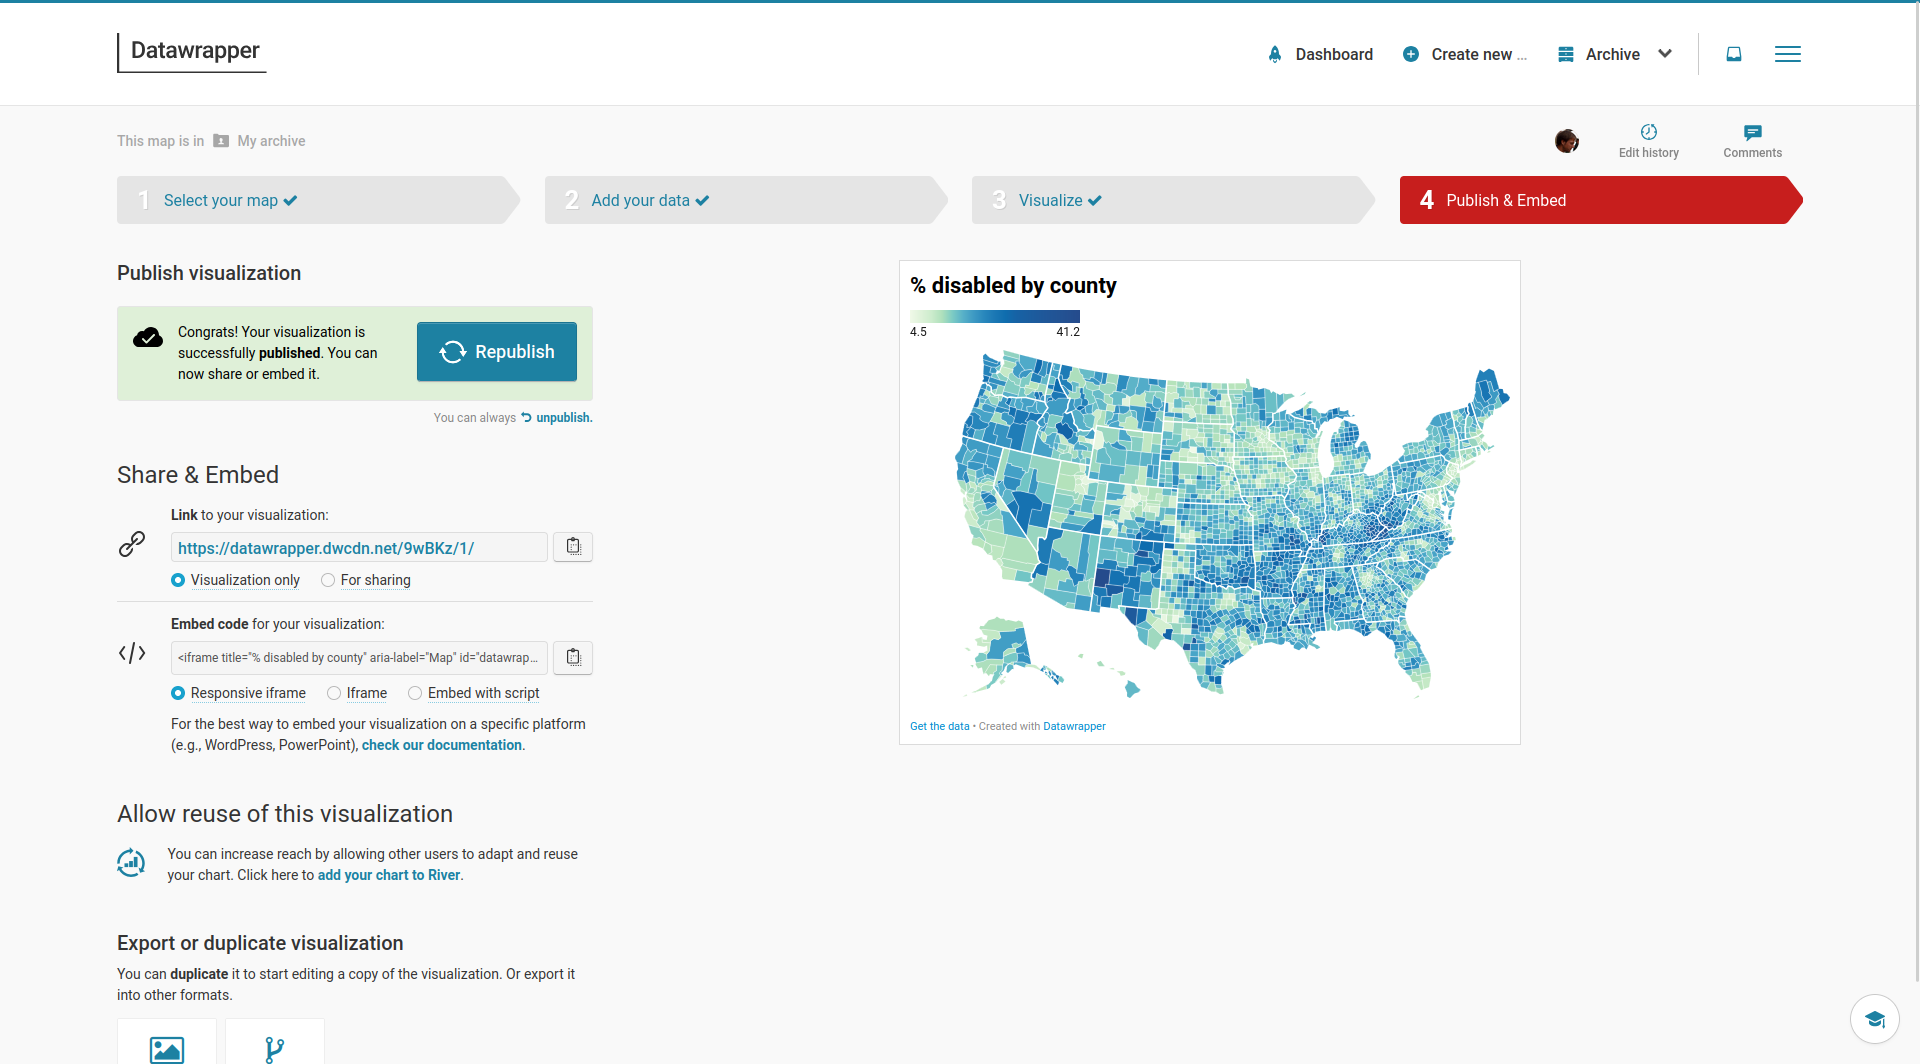 Datawrapper
Dashboard
Create new ...
Archive
This map is in My archive
Edit history
Comments
1 Select your map
2 Add your data
3 Visualize
4 Publish & Embed
Publish visualization
Congrats! Your visualization is
successfully published. You can
now share or embed it.
Republish
You can always unpublish.
Share & Embed
Link to your visualization:
https://datawrapper.dwcdn.net/9wBKz/1/
Visualization only
For sharing
Embed code for your visualization:
<iframe title="% disabled by county" aria-label="Map" id="datawrap...
Responsive iframe
Iframe
Embed with script
For the best way to embed your visualization on a specific platform
(e.g., WordPress, PowerPoint), check our documentation.
Allow reuse of this visualization
You can increase reach by allowing other users to adapt and reuse
your chart. Click here to add your chart to River.
Export or duplicate visualization
You can duplicate it to start editing a copy of the visualization. Or export it
into other formats.
% disabled by county
4.5
41.2
Get the data • Created with Datawrapper